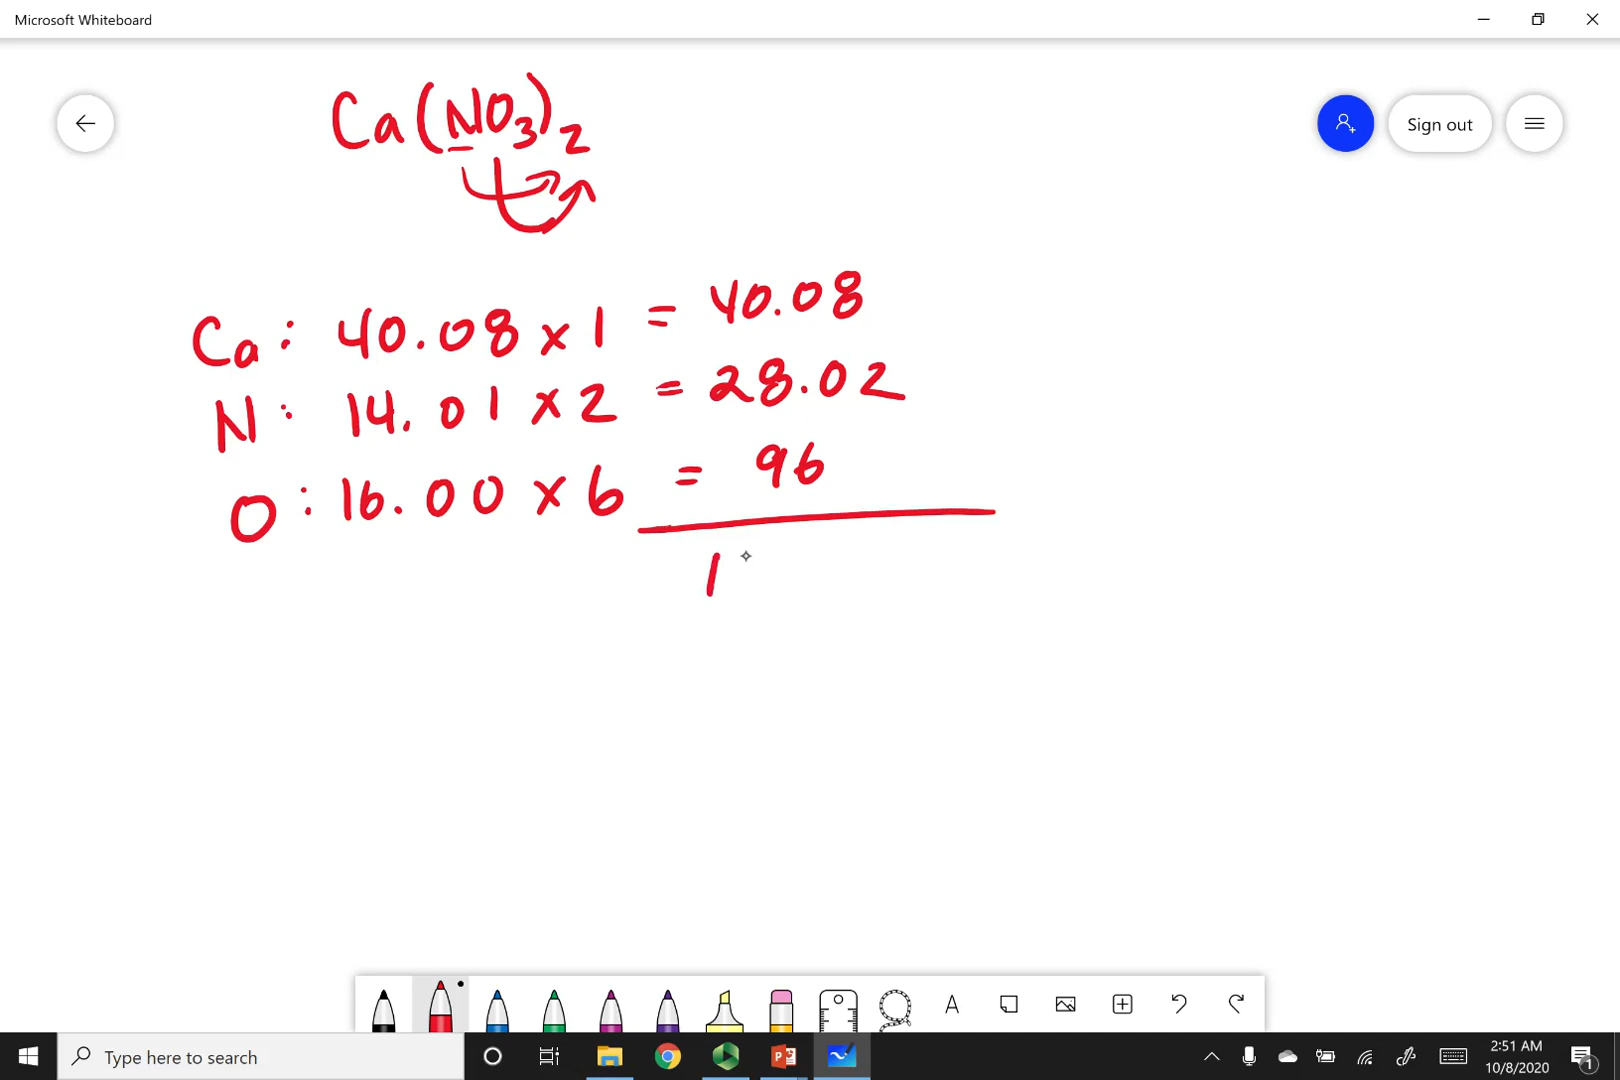 Microsoft Whiteboard
Sign out
Ca(NO₃)₂
Ca: 40.08 x 1 = 40.08
N: 14.01 x 2 = 28.02
O: 16.00 x 6 = 96
1
A
Type here to search
2:51 AM
10/8/2020
1